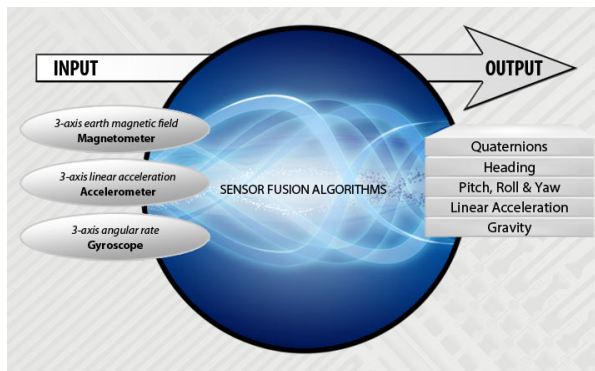 INPUT
OUTPUT
3-axis earth magnetic field
Magnetometer
3-axis linear acceleration
Accelerometer
3-axis angular rate
Gyroscope
SENSOR FUSION ALGORITHMS
Quaternions
Heading
Pitch, Roll & Yaw
Linear Acceleration
Gravity